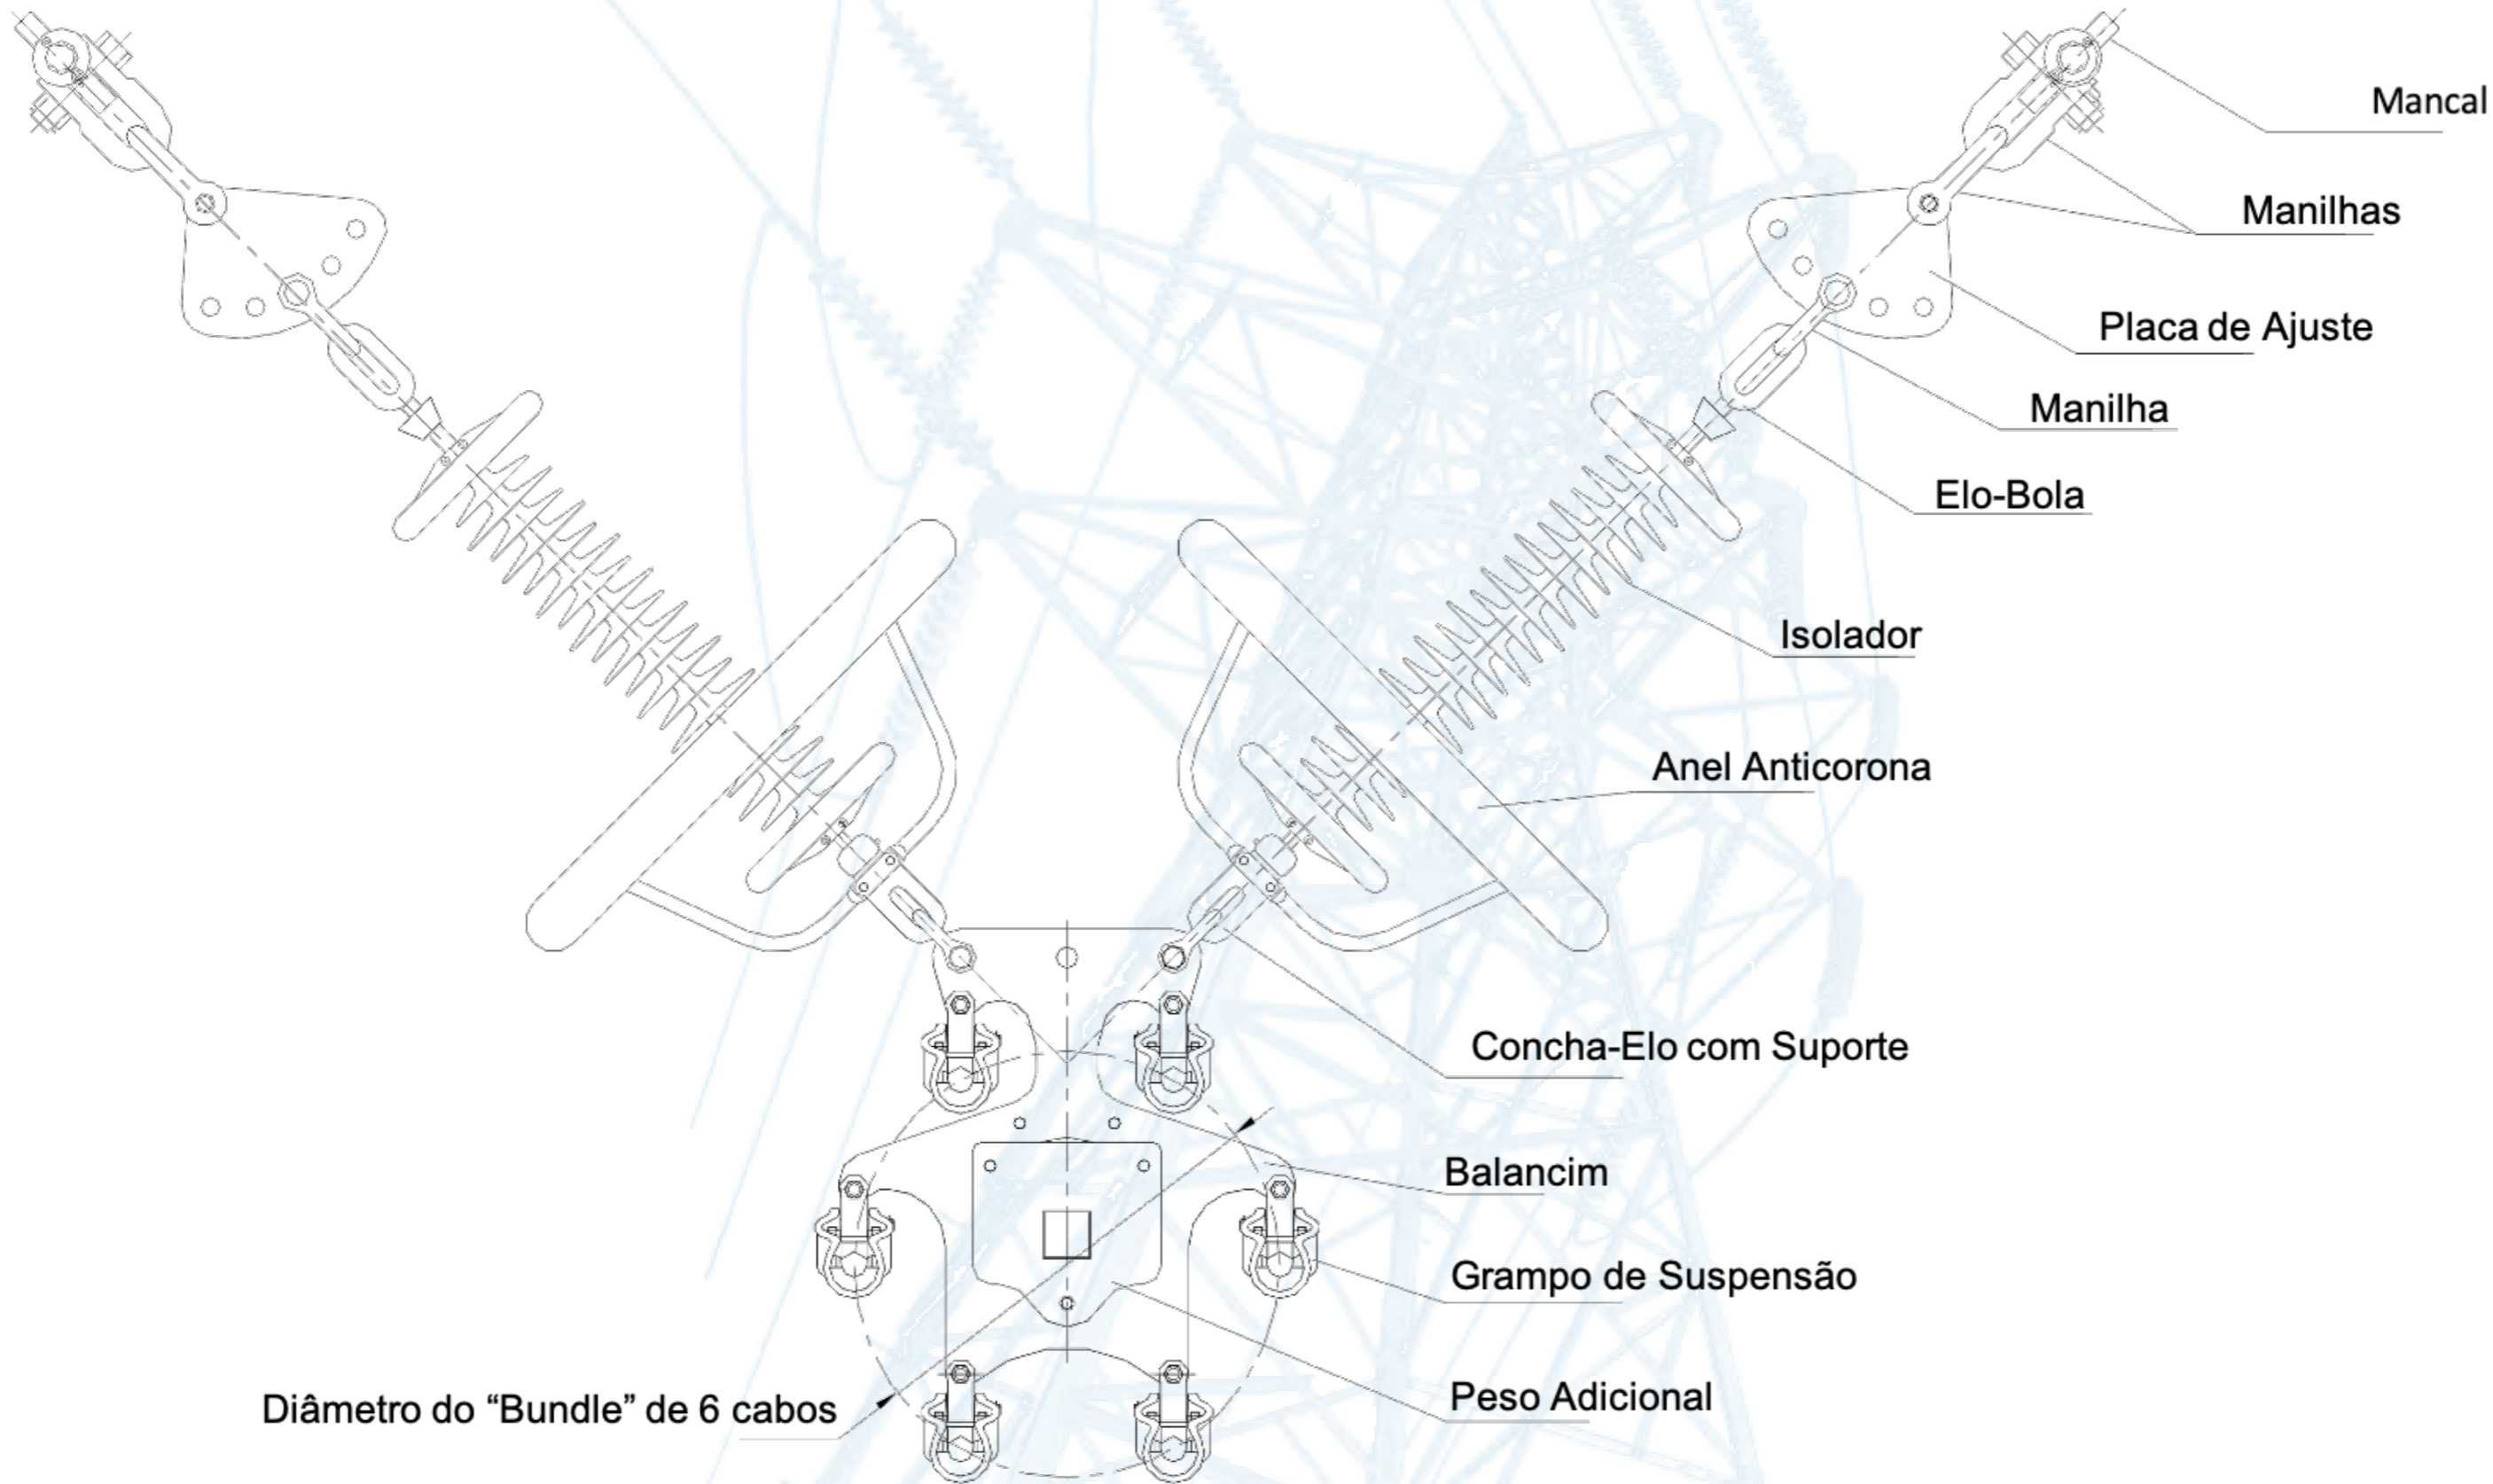 Mancal
Manilhas
Placa de Ajuste
Manilha
Elo-Bola
Isolador
Anel Anticorona
Concha-Elo com Suporte
Balancim
Grampo de Suspensão
Peso Adicional
Diâmetro do “Bundle” de 6 cabos